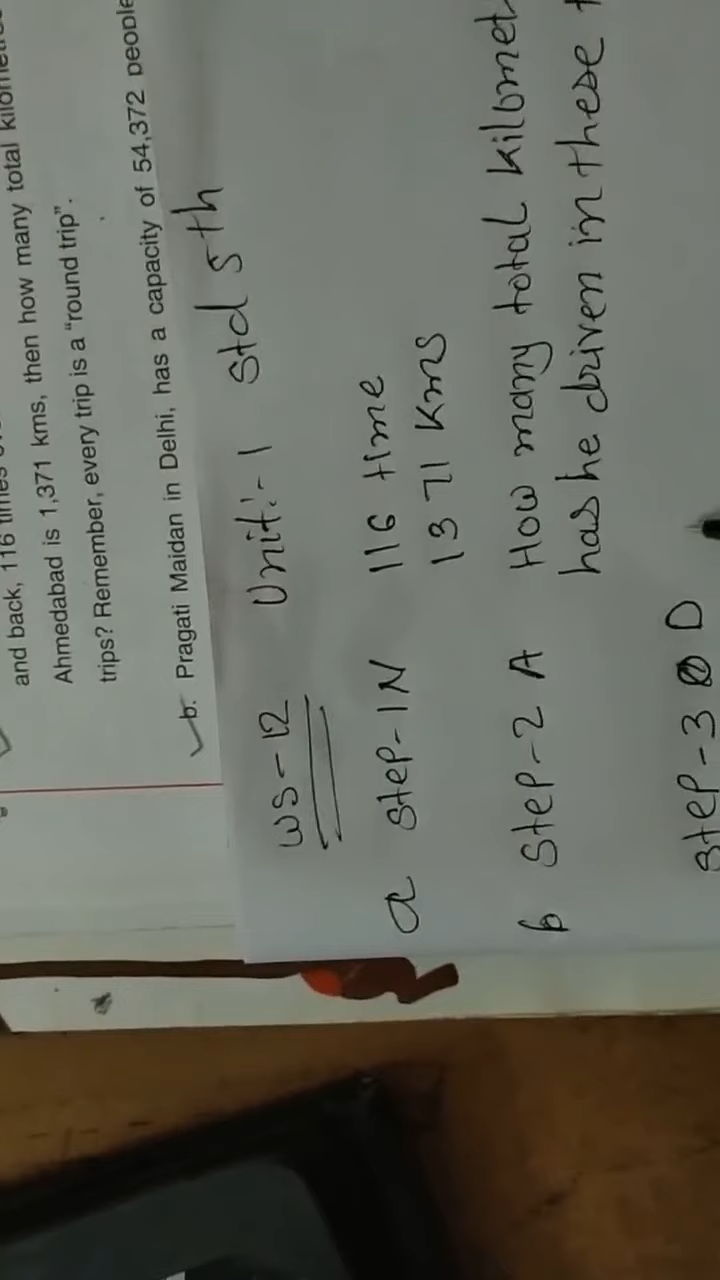 and back, 116 times
Ahmedabad is 1,371 kms, then how many total kilometres
trips? Remember, every trip is a "round trip".
b. Pragati Maidan in Delhi, has a capacity of 54,372 people
WS-12 Unit:-1 Std 5th
a Step-1 N 116 time
1371 Kms
b Step-2 A How many total kilomet
has he driven in these
Step-3 D